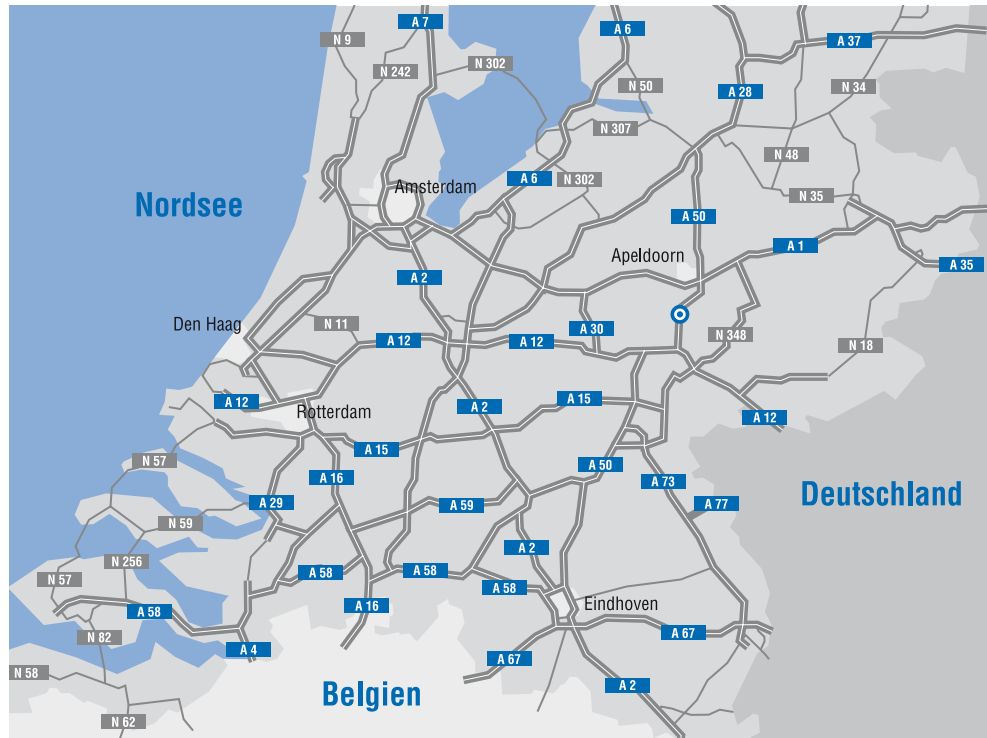 A 7
A 6
N 9
A 37
N 302
N 242
N 50
N 34
A 28
N 307
N 48
A 6
N 302
Amsterdam
N 35
Nordsee
A 50
A 1
Apeldoorn
A 35
A 2
Den Haag
N 11
A 30
N 348
A 12
A 12
N 18
A 12
Rotterdam
A 2
A 15
A 12
A 15
N 57
A 50
A 16
A 73
Deutschland
A 29
A 59
A 77
N 59
A 2
N 256
N 57
A 58
A 58
A 58
Eindhoven
A 58
A 16
N 82
A 67
A 4
A 67
N 58
A 2
Belgien
N 62